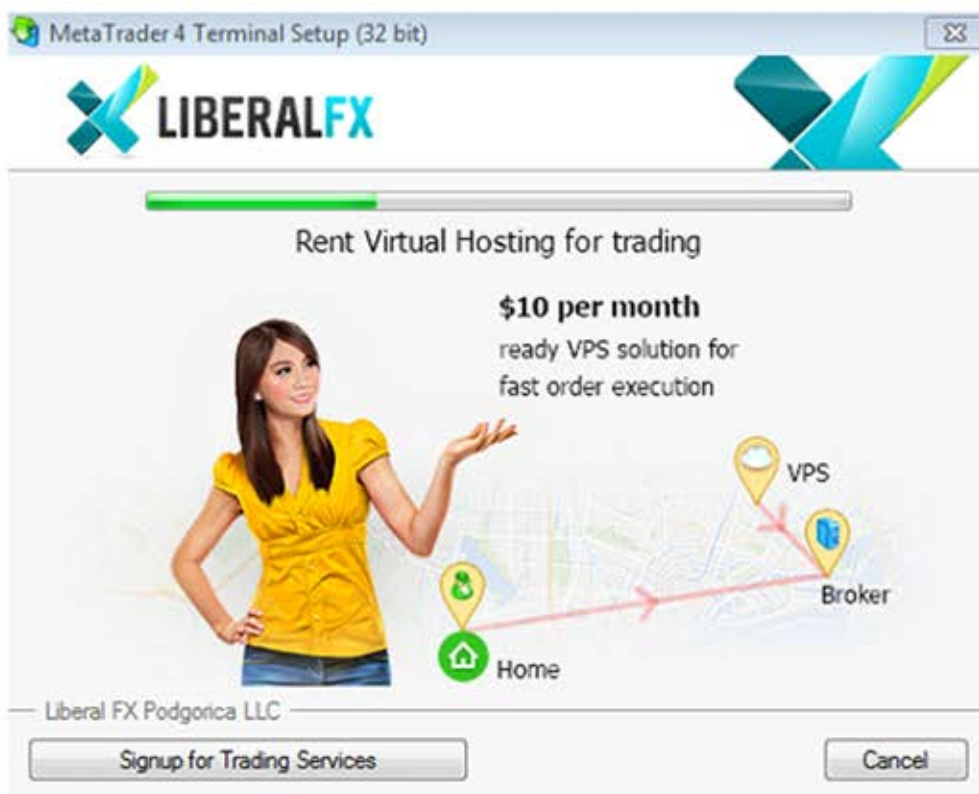 MetaTrader 4 Terminal Setup (32 bit)
LIBERALFX
Rent Virtual Hosting for trading
$10 per month
ready VPS solution for
fast order execution
VPS
Broker
Home
Liberal FX Podgorica LLC
Signup for Trading Services
Cancel